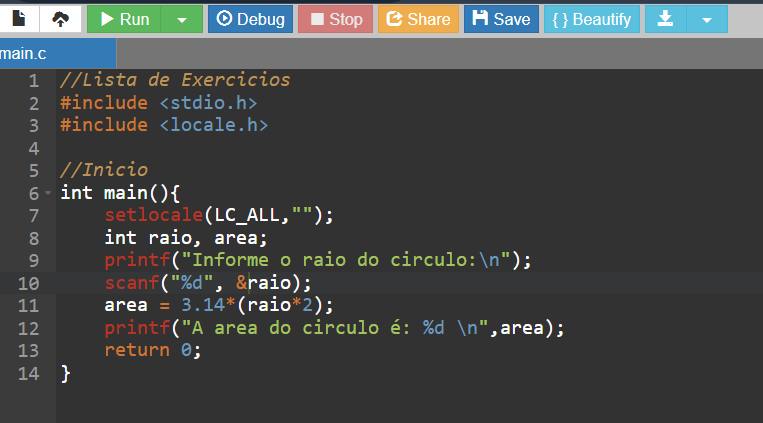 Run Debug Stop Share Save { } Beautify
main.c
1 //Lista de Exercicios
2 #include <stdio.h>
3 #include <locale.h>
4
5 //Inicio
6 int main(){
7 setlocale(LC_ALL,"");
8 int raio, area;
9 printf("Informe o raio do circulo:\n");
10 scanf("%d", &raio);
11 area = 3.14*(raio*2);
12 printf("A area do circulo é: %d \n",area);
13 return 0;
14 }